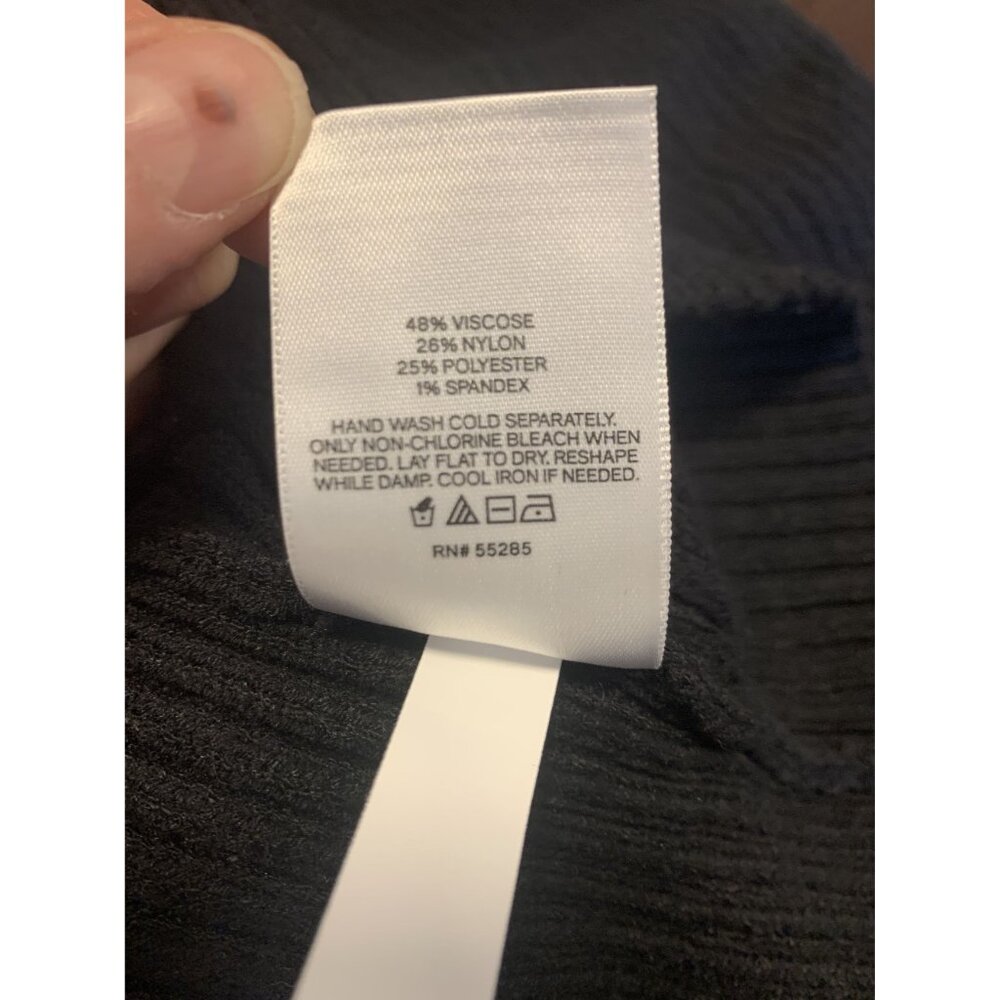 48% VISCOSE
26% NYLON
25% POLYESTER
1% SPANDEX
HAND WASH COLD SEPARATELY.
ONLY NON-CHLORINE BLEACH WHEN
NEEDED. LAY FLAT TO DRY. RESHAPE
WHILE DAMP. COOL IRON IF NEEDED.
RN# 55285